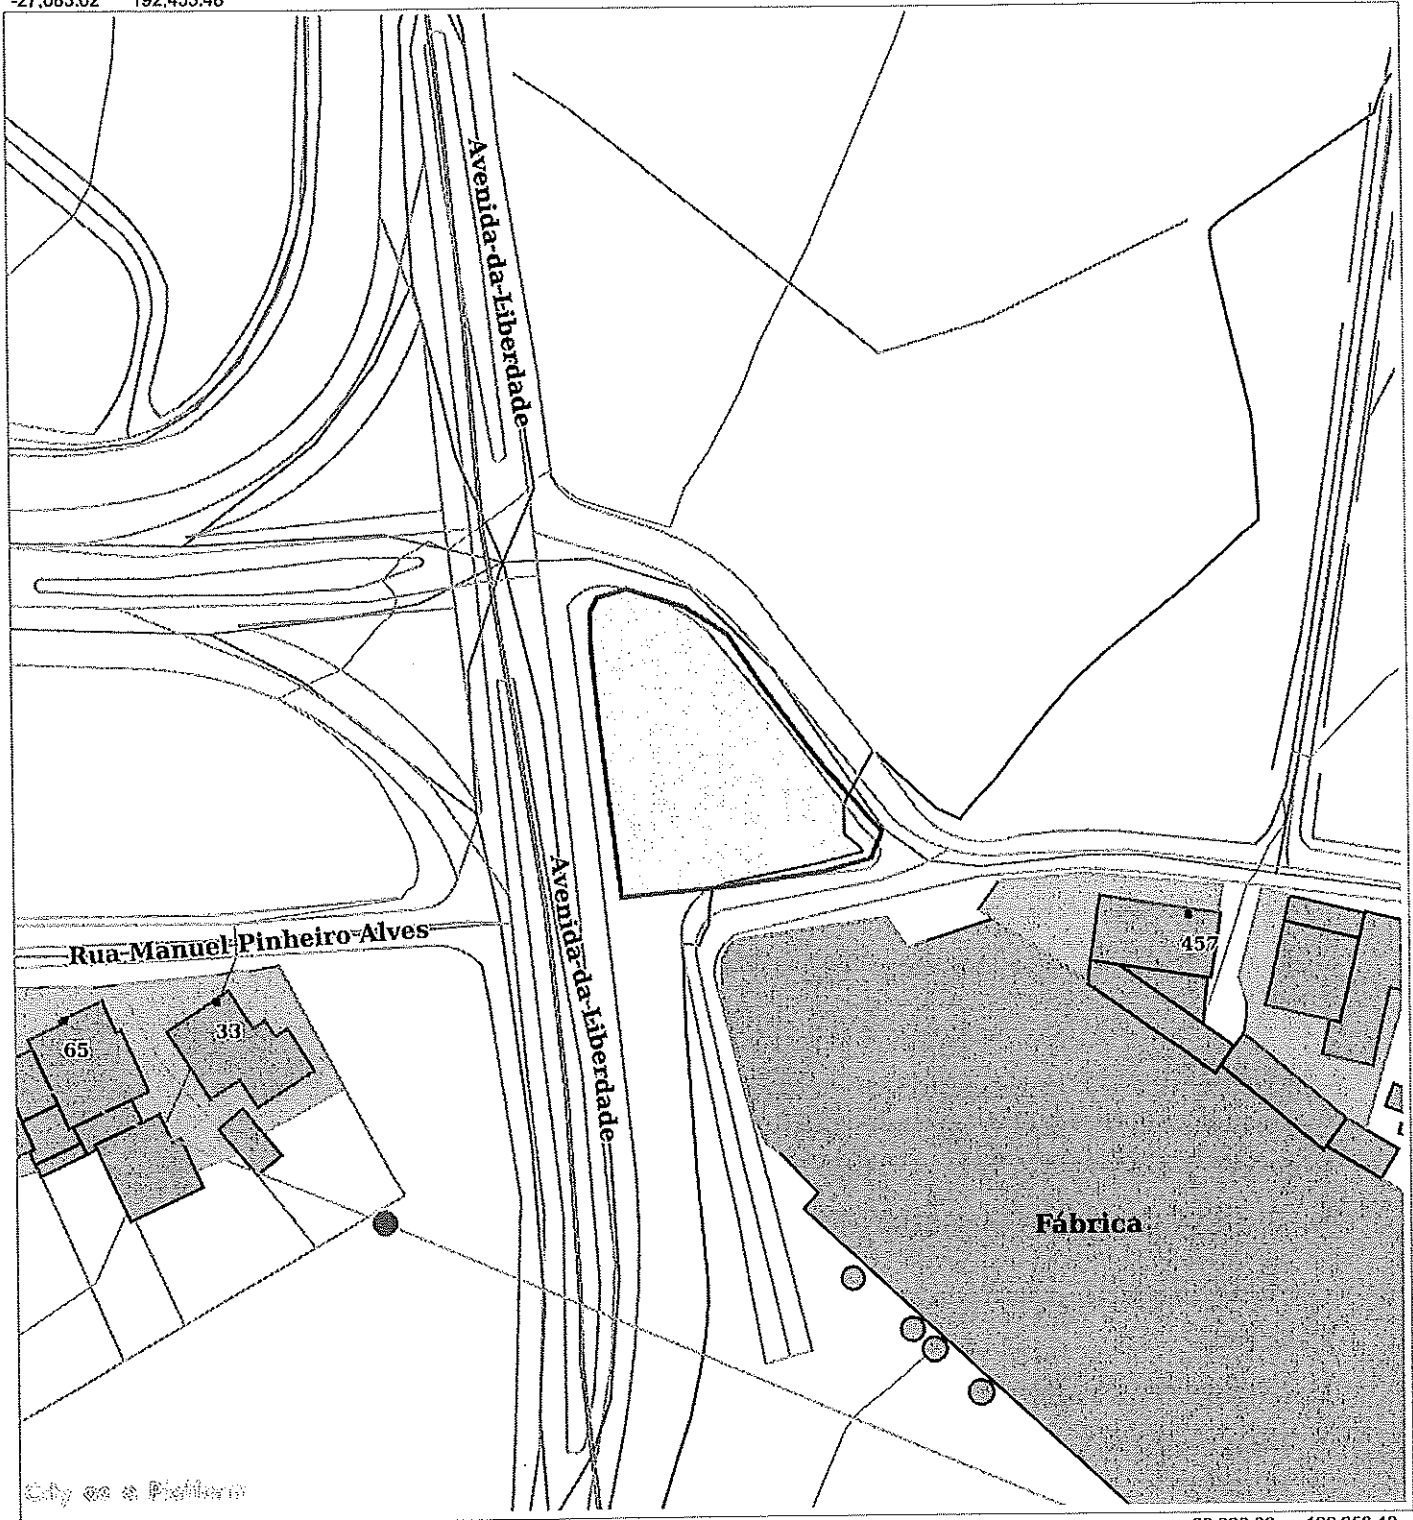 -27,083.02 192,453.48
Avenida-da-Liberdade
Avenida-da-Liberdade
Rua-Manuel-Pinheiro-Alves
457
65
33
Fábrica
City as a Platform